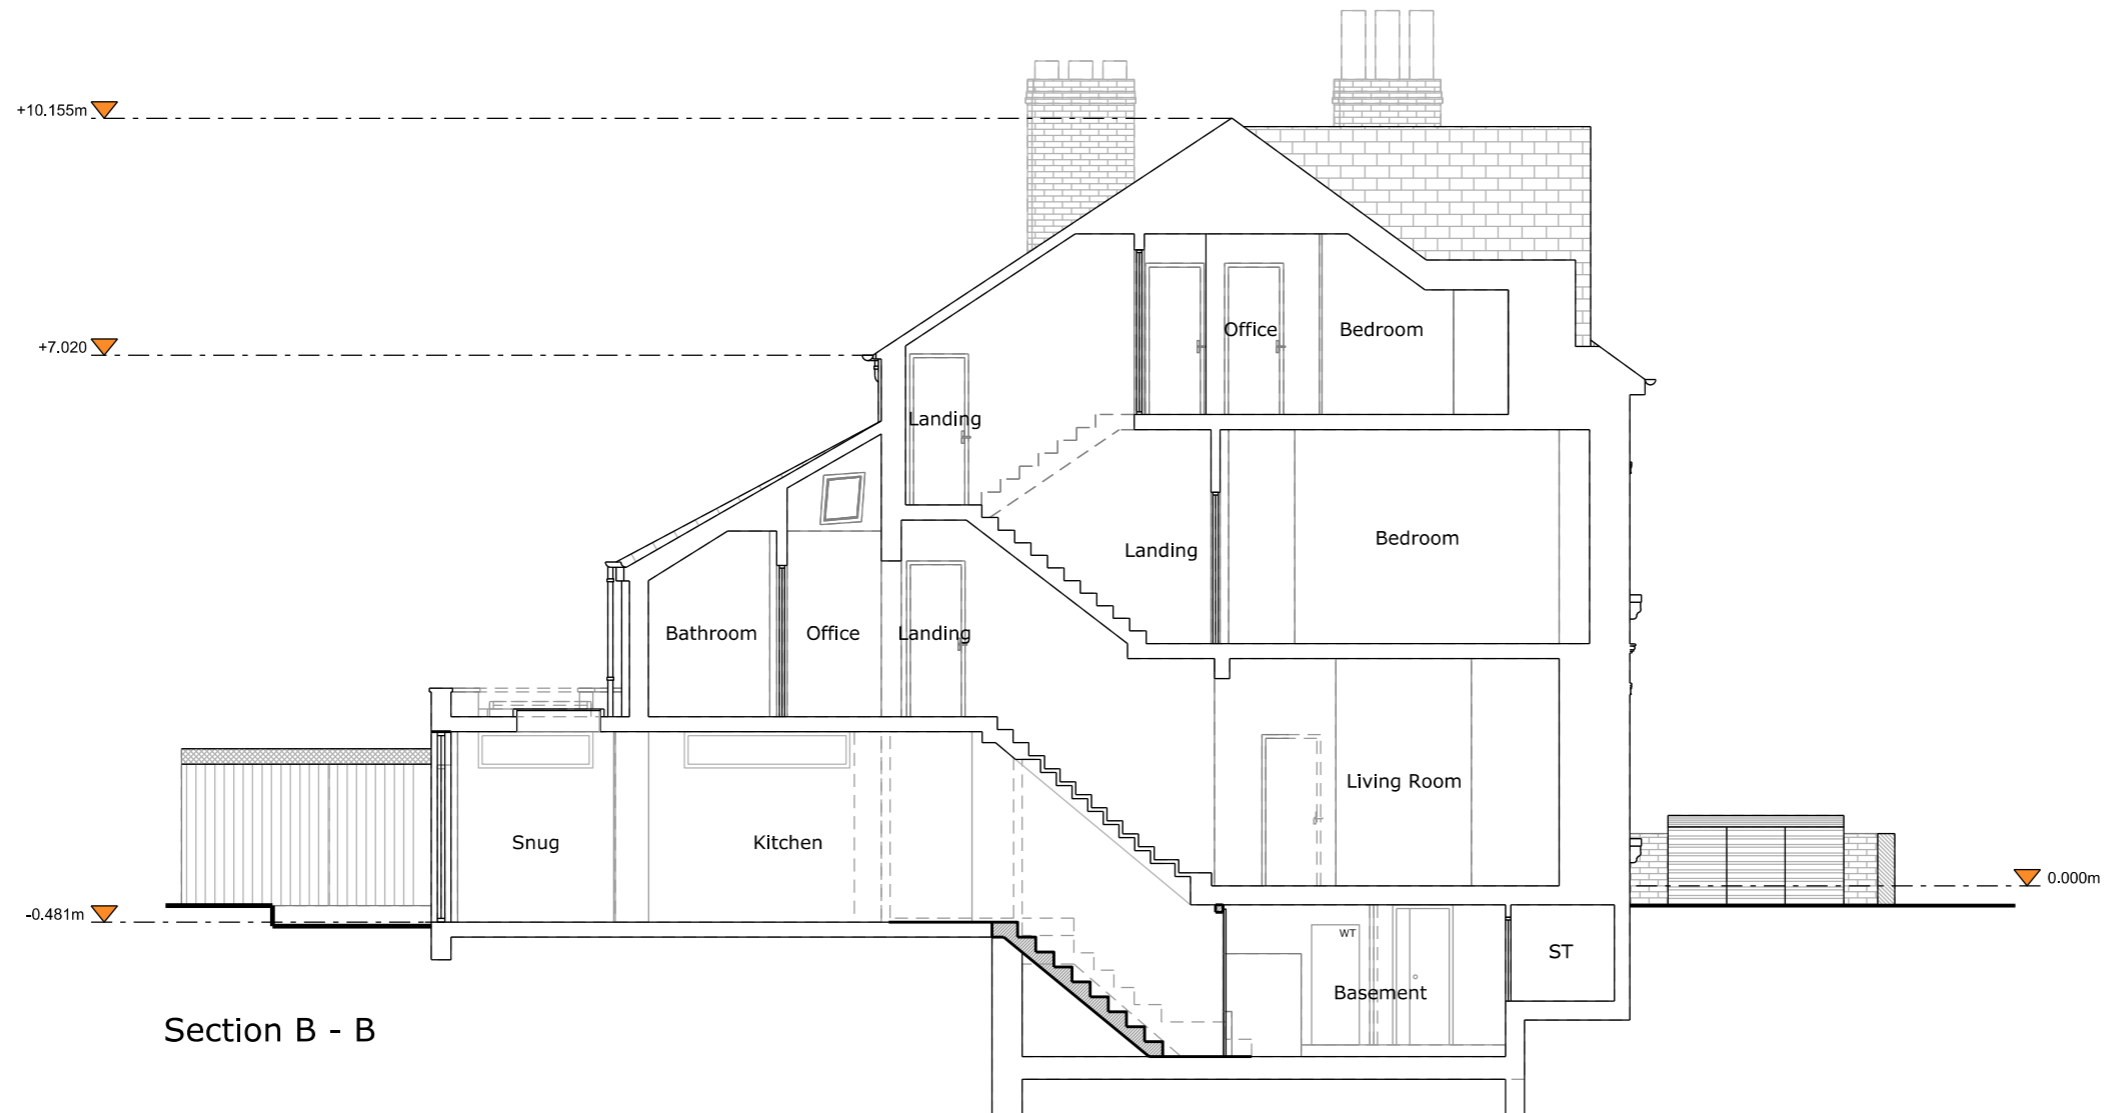 +10.155m
+7.020
Office
Bedroom
Landing
Landing
Bedroom
Bathroom
Office
Landing
Living Room
Snug
Kitchen
0.000m
-0.481m
WT
ST
Basement
Section B - B